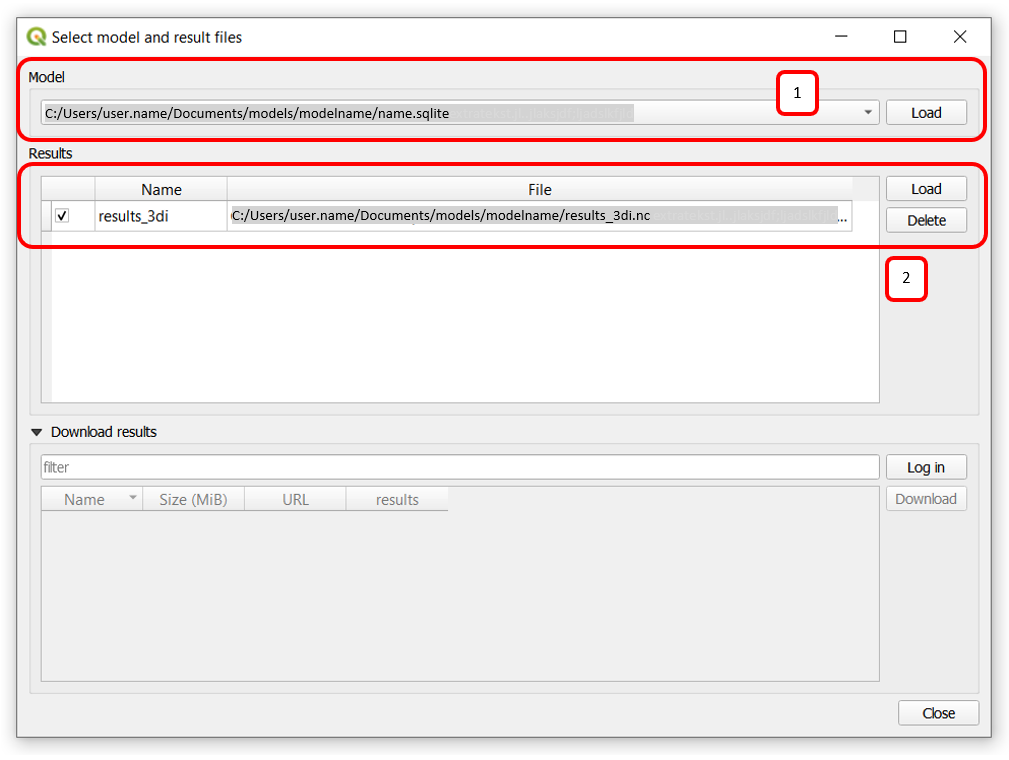 Select model and result files
Model
1
C:/Users/user.name/Documents/models/modelname/name.sqlite
Load
Results
Name File
Load
results_3di C:/Users/user.name/Documents/models/modelname/results_3di.nc ...
Delete
2
Download results
filter
Log in
Name Size (MiB) URL results
Download
Close